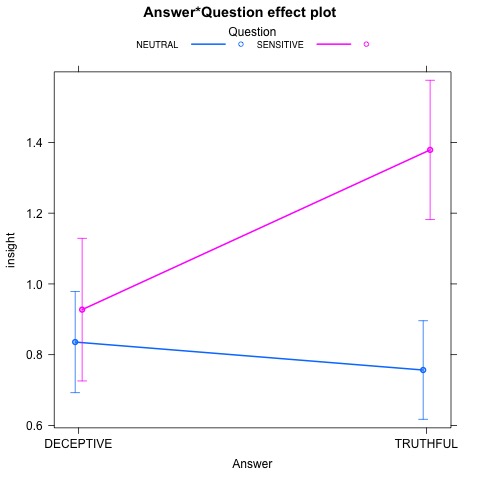 Answer*Question effect plot
Question
NEUTRAL SENSITIVE
1.4
1.2
1.0
0.8
0.6
insight
DECEPTIVE TRUTHFUL
Answer